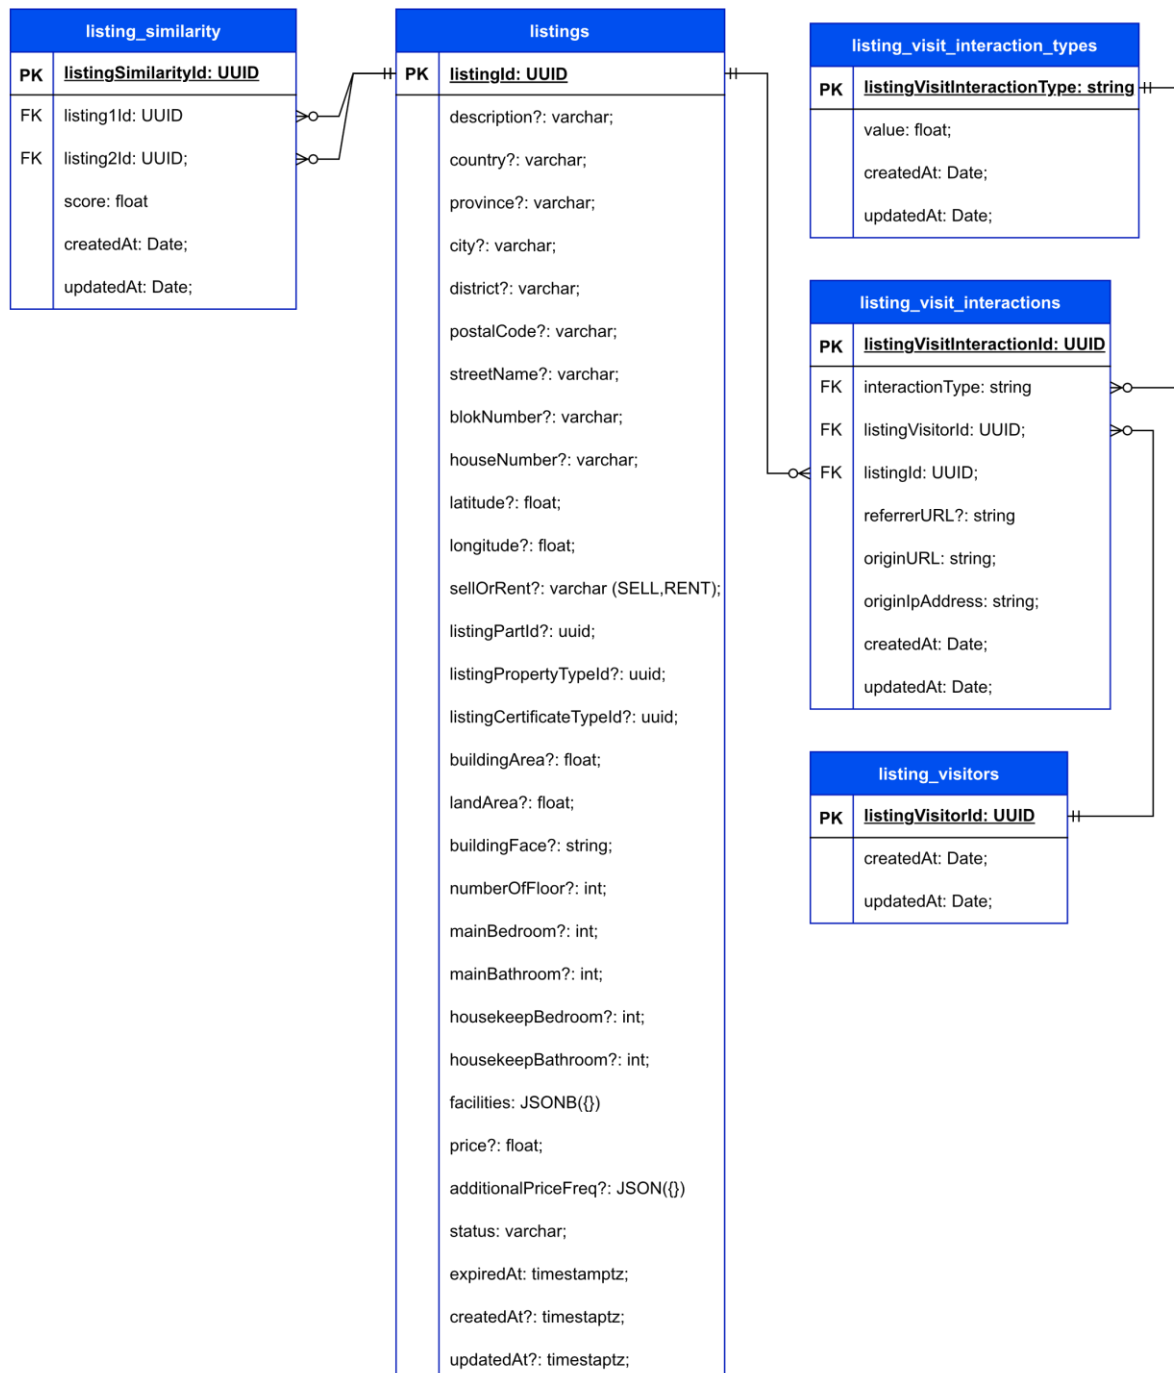 listing_similarity
PK listingSimilarityId: UUID
FK listing1Id: UUID
FK listing2Id: UUID;
score: float
createdAt: Date;
updatedAt: Date;
listings
PK listingId: UUID
description?: varchar;
country?: varchar;
province?: varchar;
city?: varchar;
district?: varchar;
postalCode?: varchar;
streetName?: varchar;
blokNumber?: varchar;
houseNumber?: varchar;
latitude?: float;
longitude?: float;
sellOrRent?: varchar (SELL,RENT);
listingPartId?: uuid;
listingPropertyTypeId?: uuid;
listingCertificateTypeId?: uuid;
buildingArea?: float;
landArea?: float;
buildingFace?: string;
numberOfFloor?: int;
mainBedroom?: int;
mainBathroom?: int;
housekeepBedroom?: int;
housekeepBathroom?: int;
facilities: JSONB({})
price?: float;
additionalPriceFreq?: JSON({})
status: varchar;
expiredAt: timestamptz;
createdAt?: timestaptz;
updatedAt?: timestaptz;
listing_visit_interaction_types
PK listingVisitInteractionType: string
value: float;
createdAt: Date;
updatedAt: Date;
listing_visit_interactions
PK listingVisitInteractionId: UUID
FK interactionType: string
FK listingVisitorId: UUID;
FK listingId: UUID;
referrerURL?: string
originURL: string;
originIpAddress: string;
createdAt: Date;
updatedAt: Date;
listing_visitors
PK listingVisitorId: UUID
createdAt: Date;
updatedAt: Date;